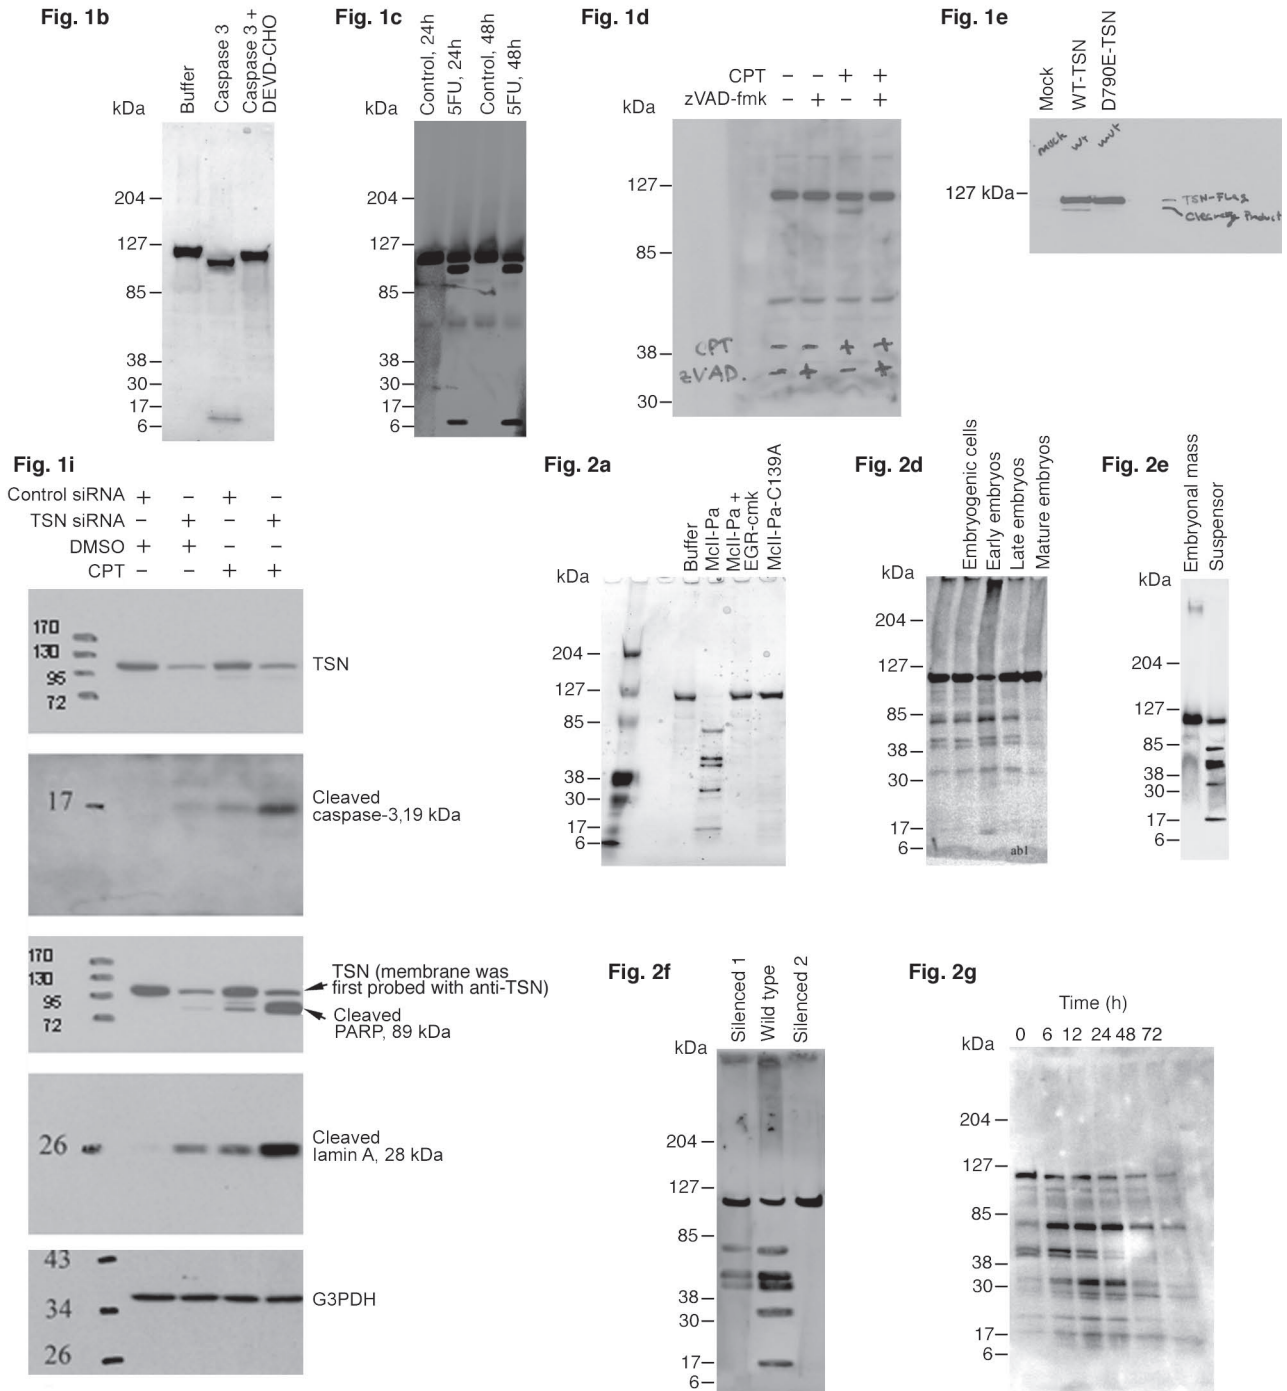 Fig. 1b
Buffer
Caspase 3
Caspase 3 +
DEVD-CHO
kDa
204
127
85
38
30
17
6
Fig. 1c
Control, 24h
5FU, 24h
Control, 48h
5FU, 48h
204
127
85
38
30
17
6
Fig. 1d
CPT – – + +
zVAD-fmk – + – +
127
85
38
30
CPT – – + +
zVAD. – + – +
Fig. 1e
Mock
WT-TSN
D790E-TSN
mock
wt
mut
127 kDa
TSN-Flag
Cleavage Product
Fig. 1i
Control siRNA + – + –
TSN siRNA – + – +
DMSO + + – –
CPT – – + +
170
130
95
72
TSN
17
Cleaved
caspase-3,19 kDa
170
130
95
72
TSN (membrane was
first probed with anti-TSN)
Cleaved
PARP, 89 kDa
26
Cleaved
lamin A, 28 kDa
43
34
26
G3PDH
Fig. 2a
Buffer
McII-Pa
McII-Pa +
EGR-cmk
McII-Pa-C139A
kDa
204
127
85
38
30
17
6
Fig. 2d
Embryogenic cells
Early embryos
Late embryos
Mature embryos
kDa
204
127
85
38
30
17
6
ab1
Fig. 2e
Embryonal mass
Suspensor
kDa
204
127
85
38
30
17
6
Fig. 2f
Silenced 1
Wild type
Silenced 2
kDa
204
127
85
38
30
17
6
Fig. 2g
Time (h)
0 6 12 24 48 72
kDa
204
127
85
38
30
17
6